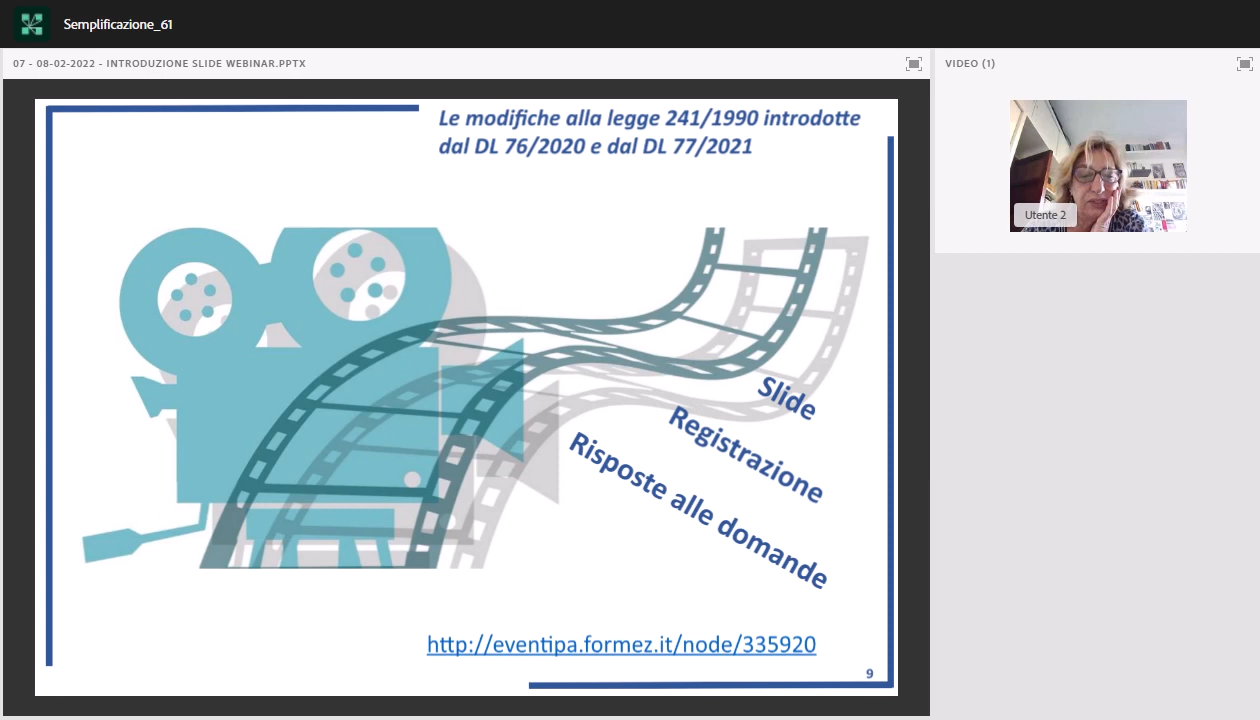 Semplificazione_61
07 - 08-02-2022 - INTRODUZIONE SLIDE WEBINAR.PPTX
VIDEO (1)
Le modifiche alla legge 241/1990 introdotte
dal DL 76/2020 e dal DL 77/2021
Utente 2
Slide
Registrazione
Risposte alle domande
http://eventipa.formez.it/node/335920
9